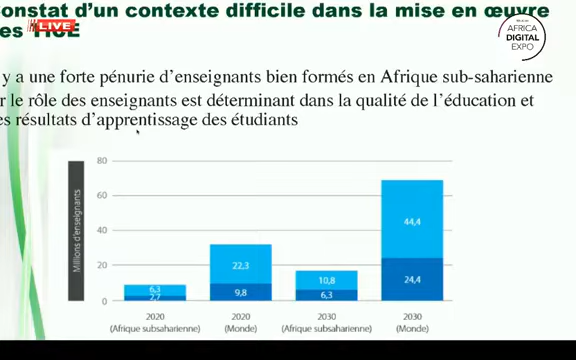 onstat d'un contexte difficile dans la mise en œuvre
es TICE
LIVE
AFRICA
DIGITAL
EXPO
y a une forte pénurie d'enseignants bien formés en Afrique sub-saharienne
r le rôle des enseignants est déterminant dans la qualité de l'éducation et
es résultats d'apprentissage des étudiants
Millions d'enseignants
80
60
40
20
0
6,3
2,7
22,3
9,8
10,8
6,3
44,4
24,4
2020
(Afrique subsaharienne)
2020
(Monde)
2030
(Afrique subsaharienne)
2030
(Monde)